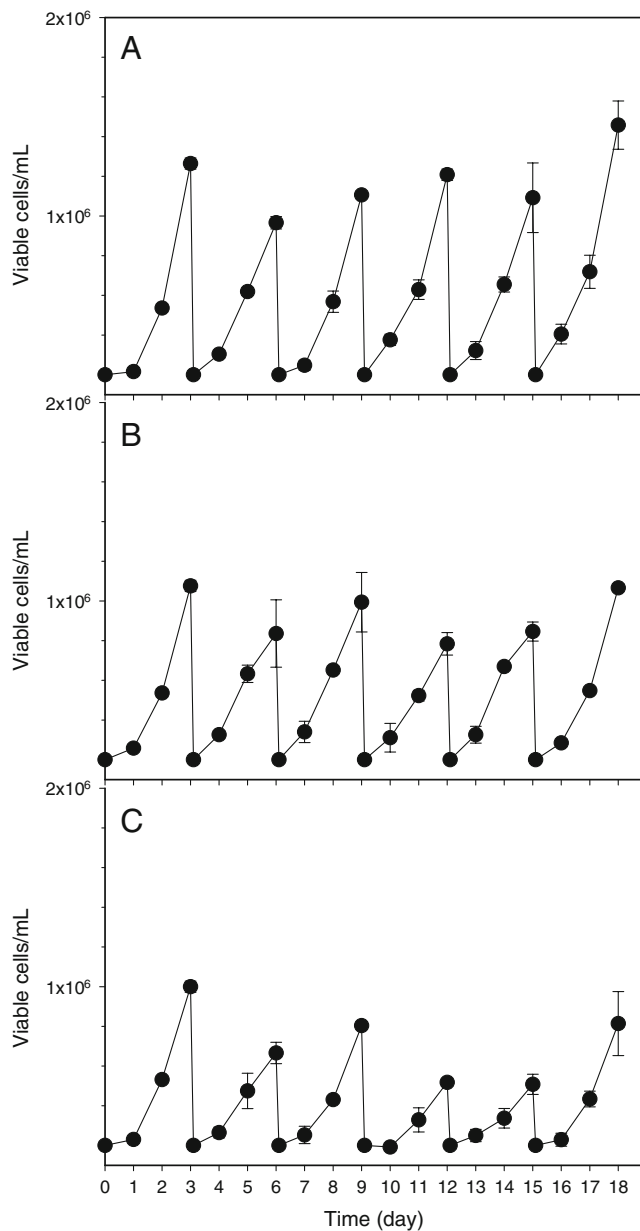 2x10⁶
A
1x10⁶
Viable cells/mL
2x10⁶
B
1x10⁶
Viable cells/mL
2x10⁶
C
1x10⁶
Viable cells/mL
0 1 2 3 4 5 6 7 8 9 10 11 12 13 14 15 16 17 18
Time (day)